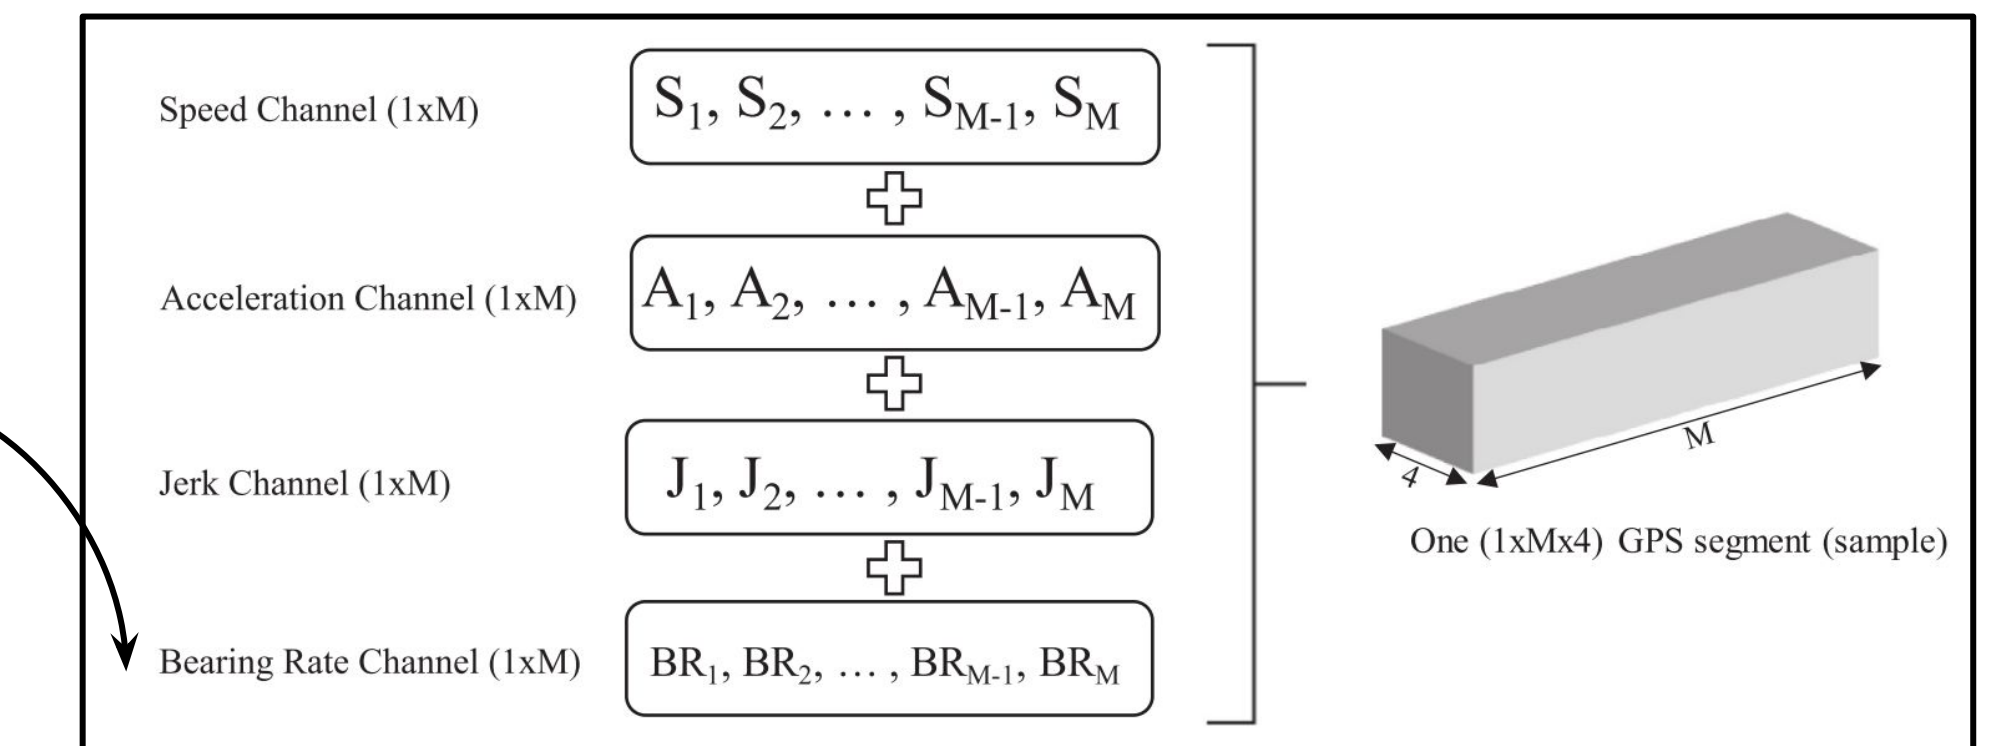 Speed Channel (1xM)
S1, S2, … , SM-1, SM
Acceleration Channel (1xM)
A1, A2, … , AM-1, AM
Jerk Channel (1xM)
J1, J2, … , JM-1, JM
Bearing Rate Channel (1xM)
BR1, BR2, … , BRM-1, BRM
4
M
One (1xMx4) GPS segment (sample)